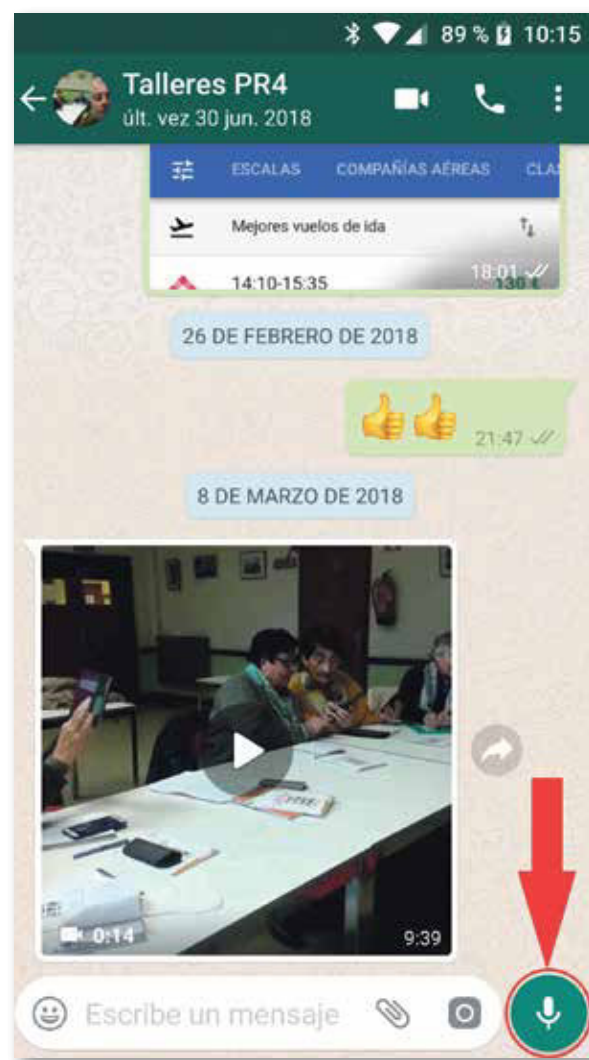 89 % 10:15
Talleres PR4
últ. vez 30 jun. 2018
ESCALAS COMPAÑÍAS AÉREAS CLA
Mejores vuelos de ida
14:10-15:35 130 €
18:01
26 DE FEBRERO DE 2018
21:47
8 DE MARZO DE 2018
0:14 9:39
Escribe un mensaje